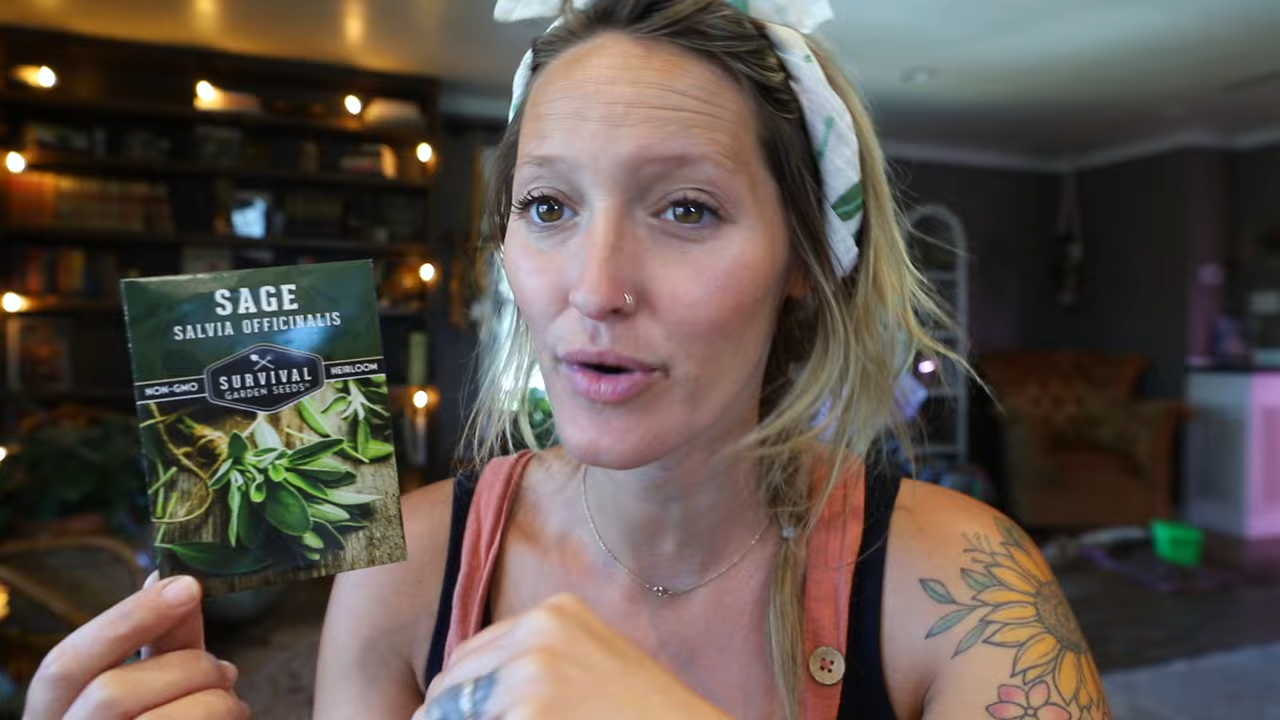 SAGE
SALVIA OFFICINALIS
NON-GMO
SURVIVAL
GARDEN SEEDS
HEIRLOOM